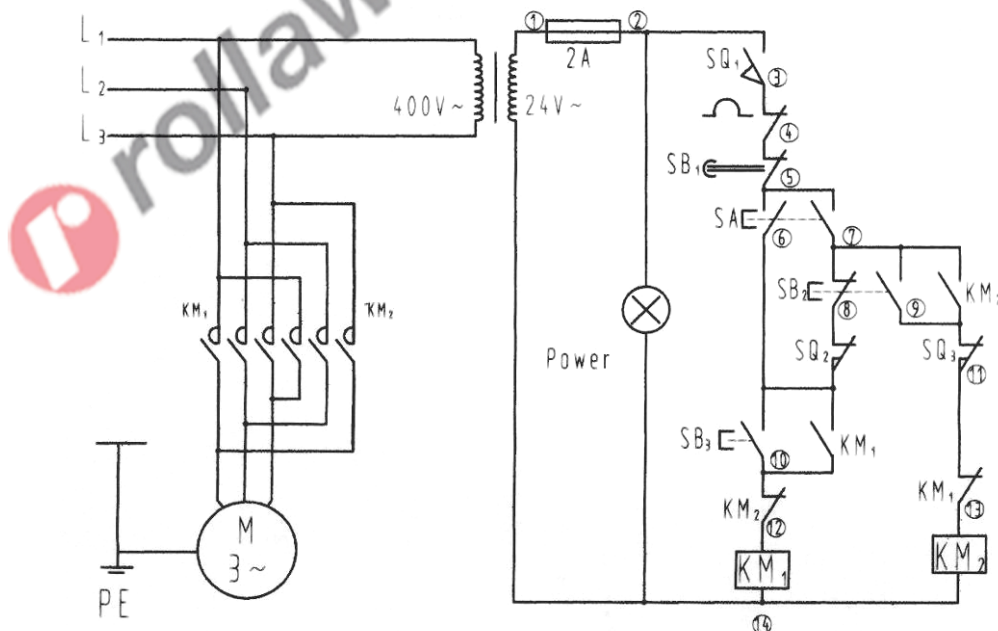 rollaw
L₁
L₂
L₃
400V~
24V~
① ②
2A
SQ₁
③
④
SB₁
⑤
SA
⑥ ⑦
SB₂
⑧ ⑨
KM₂
SQ₂
SQ₃
⑪
Power
KM₁
KM₂
SB₃
⑩
KM₁
KM₂
⑫
KM₁
⑬
KM₁
KM₂
⑭
M
3~
PE